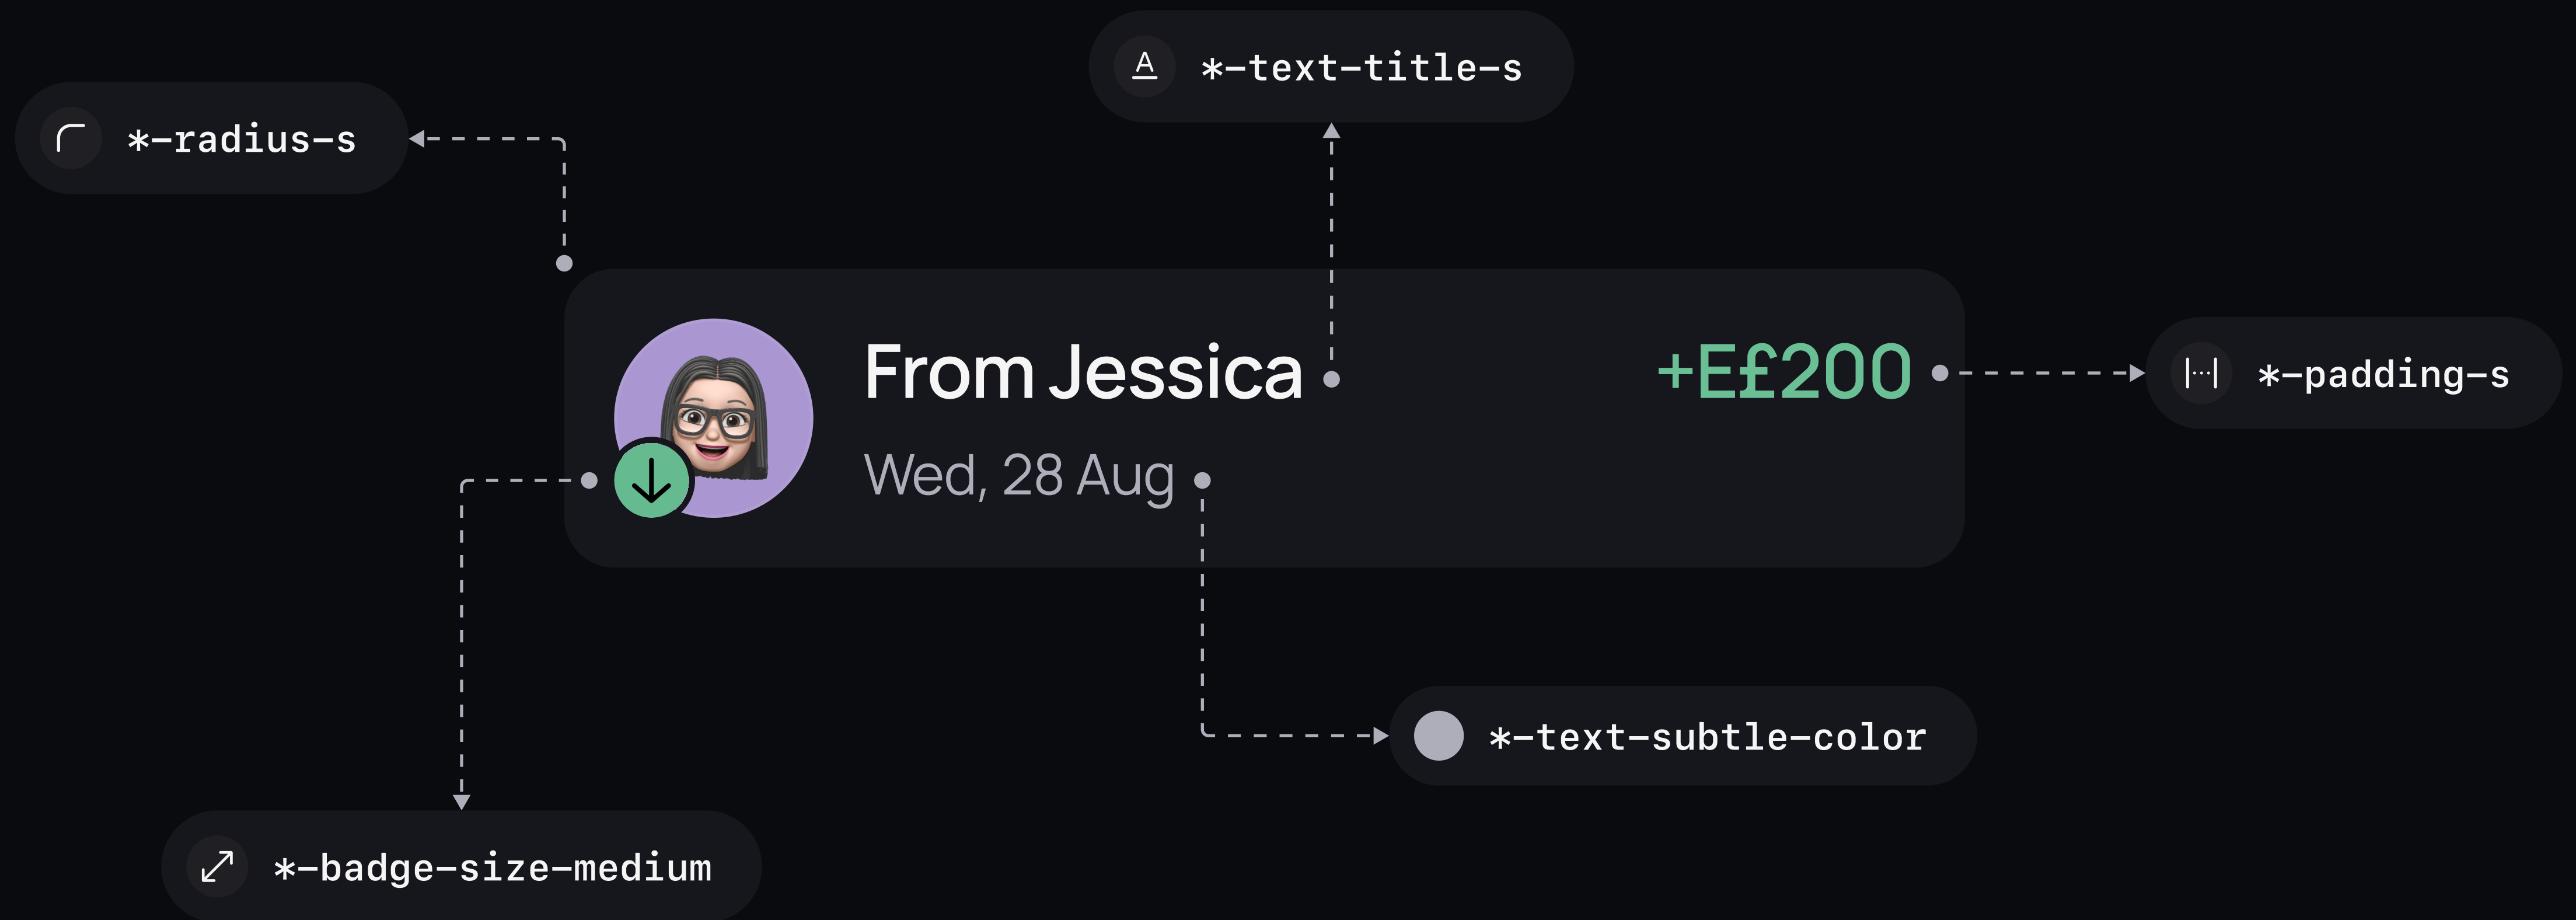 *-text-title-s
*-radius-s
From Jessica
+E£200
*-padding-s
Wed, 28 Aug
*-text-subtle-color
*-badge-size-medium